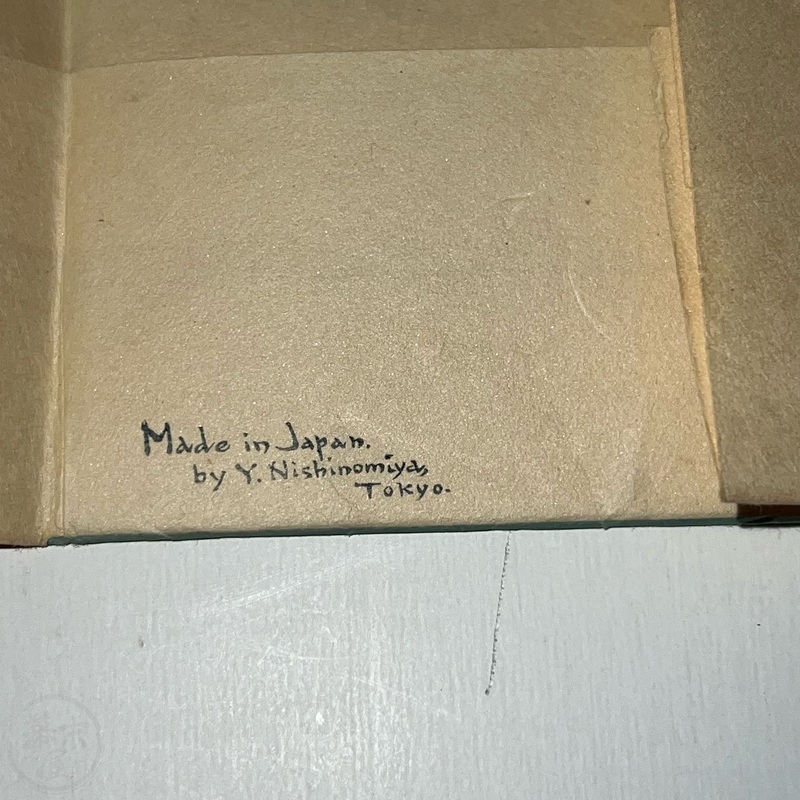 Made in Japan.
by Y. Nishinomiya,
Tokyo.